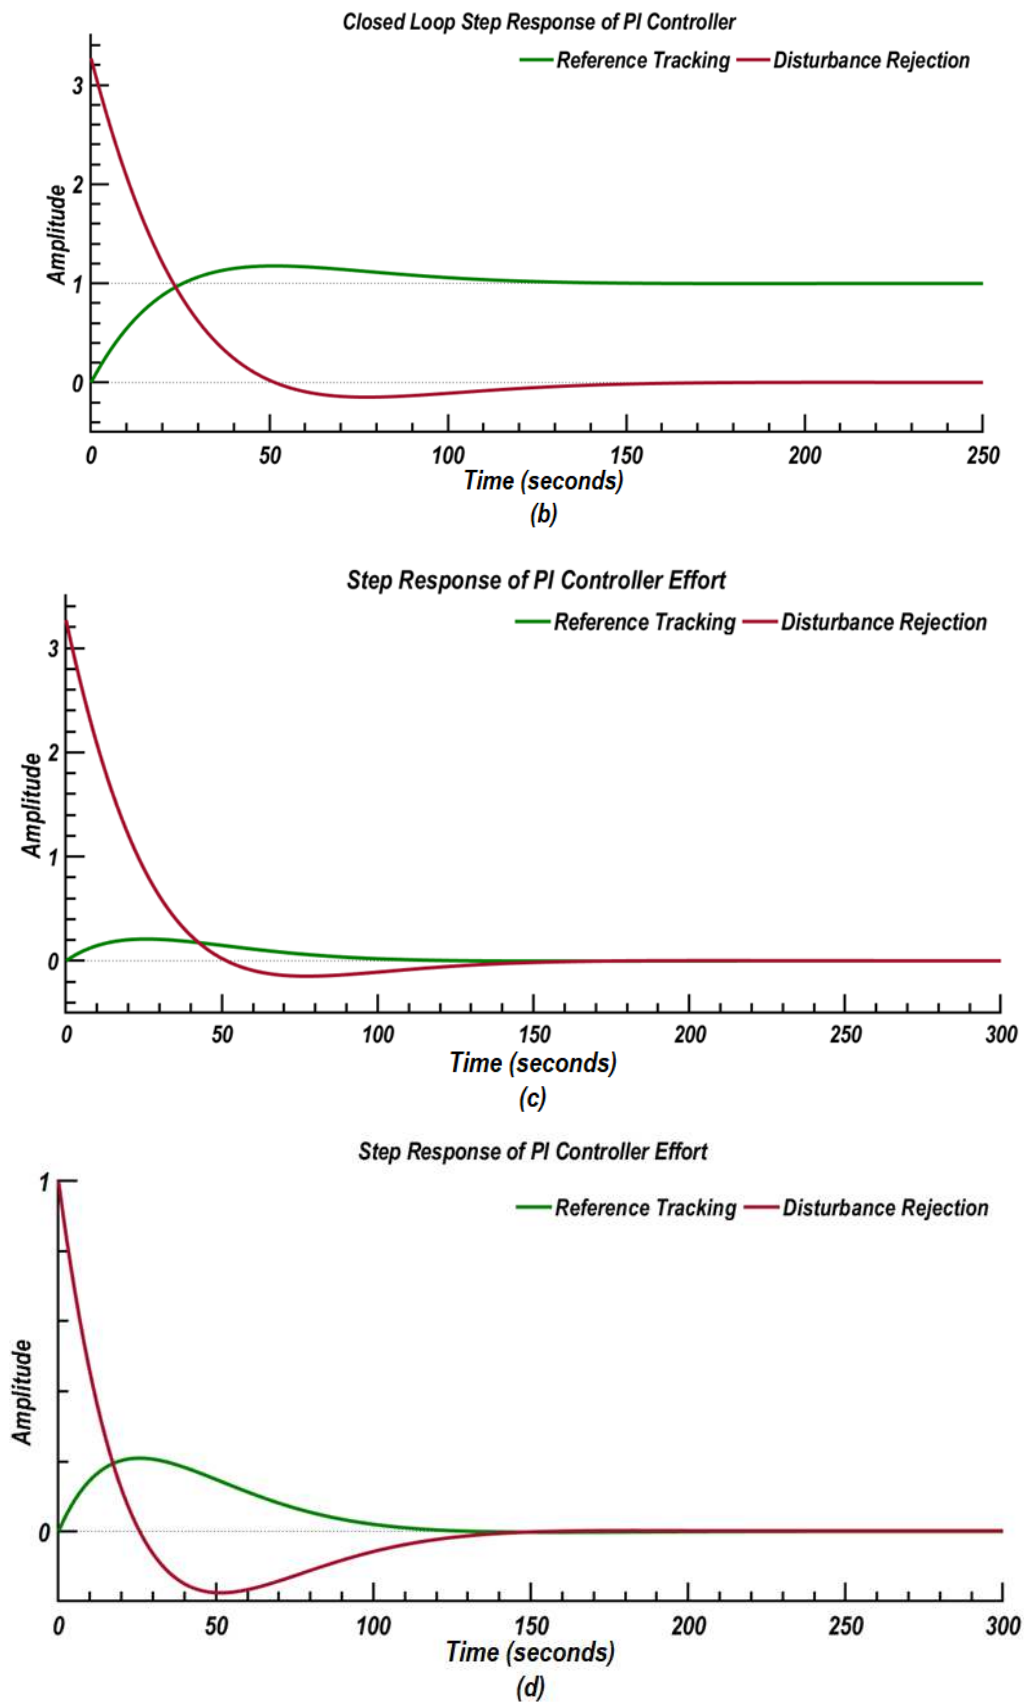 Closed Loop Step Response of PI Controller
Reference Tracking Disturbance Rejection
3
2
1
0
Amplitude
0 50 100 150 200 250
Time (seconds)
(b)
Step Response of PI Controller Effort
Reference Tracking Disturbance Rejection
3
2
1
0
Amplitude
0 50 100 150 200 250 300
Time (seconds)
(c)
Step Response of PI Controller Effort
Reference Tracking Disturbance Rejection
1
0
Amplitude
0 50 100 150 200 250 300
Time (seconds)
(d)